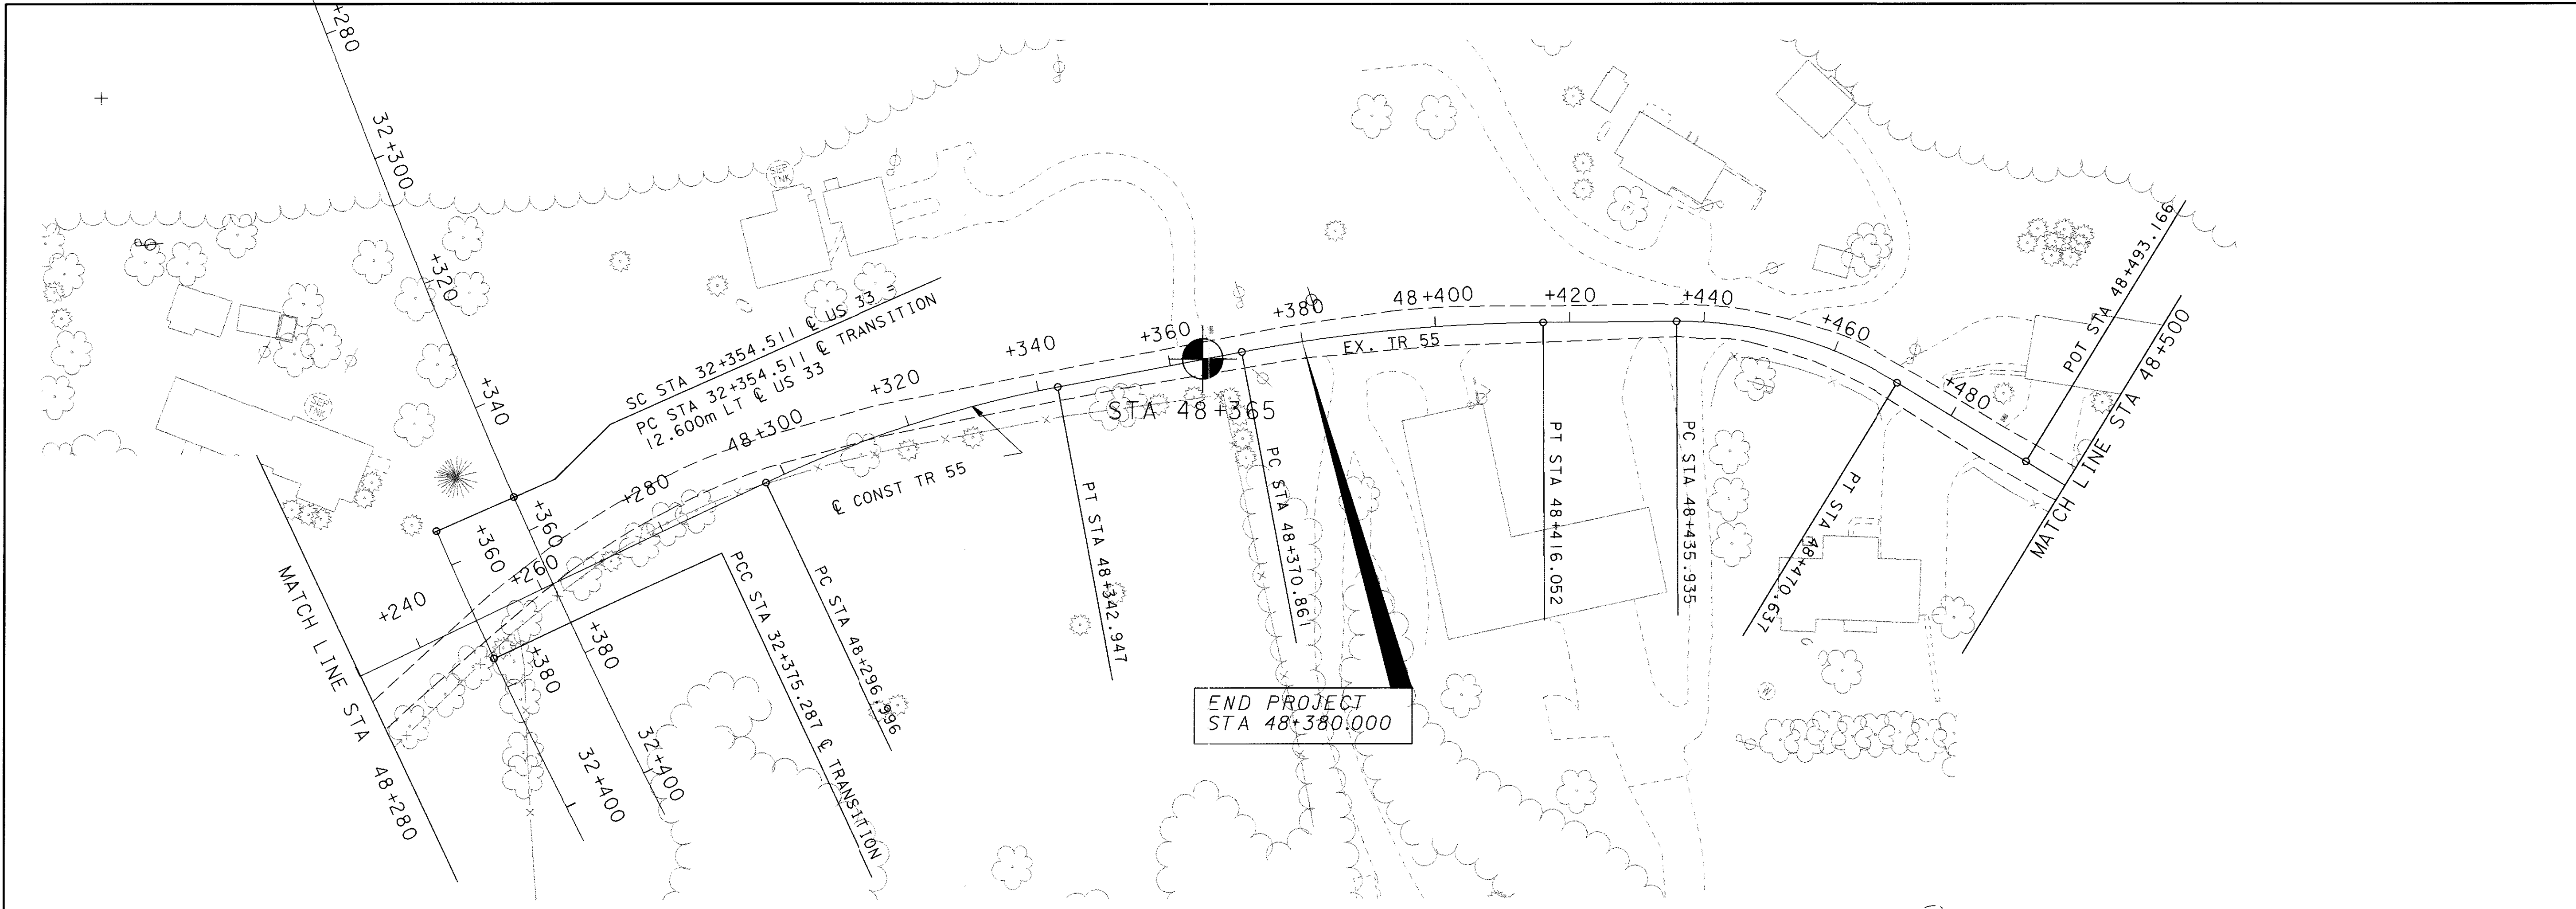 +280
32+300
+320
+340
+360
+380
32+400
SEP
TNK
SEP
TNK
SC STA 32+354.511 ℄ US 33 =
PC STA 32+354.511 ℄ TRANSITION
12.600m LT ℄ US 33
+360
+380
32+400
MATCH LINE STA 48+280
+240
+260
+280
48+300
+320
+340
+360
+380
48+400
+420
+440
+460
+480
℄ CONST TR 55
EX. TR 55
STA 48+365
PCC STA 32+375.287 ℄ TRANSITION
PC STA 48+296.996
PT STA 48+342.947
PC STA 48+370.861
PT STA 48+416.052
PC STA 48+435.935
PT STA 48+470.637
POT STA 48+493.166
MATCH LINE STA 48+500
END PROJECT
STA 48+380.000
W